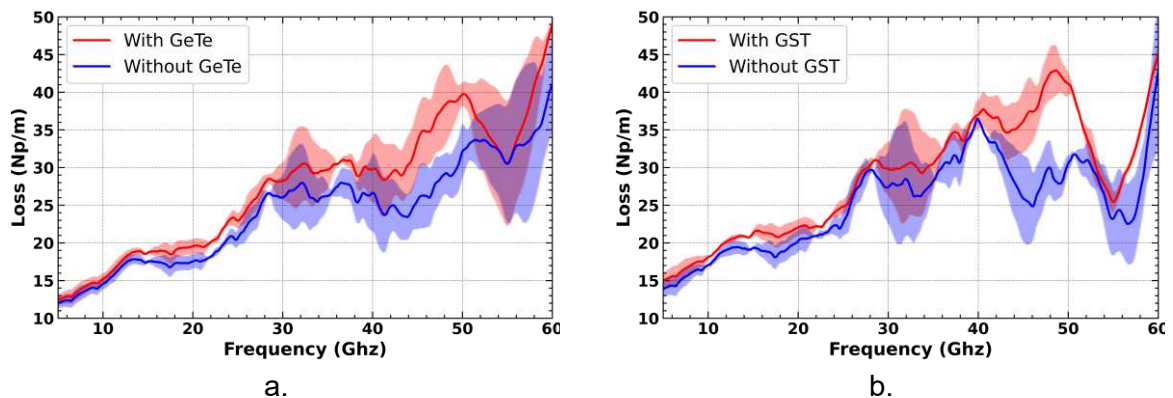 50
45
40
35
30
25
20
15
10
Loss (Np/m)
With GeTe
Without GeTe
10 20 30 40 50 60
Frequency (Ghz)
a.
50
45
40
35
30
25
20
15
10
Loss (Np/m)
With GST
Without GST
10 20 30 40 50 60
Frequency (Ghz)
b.